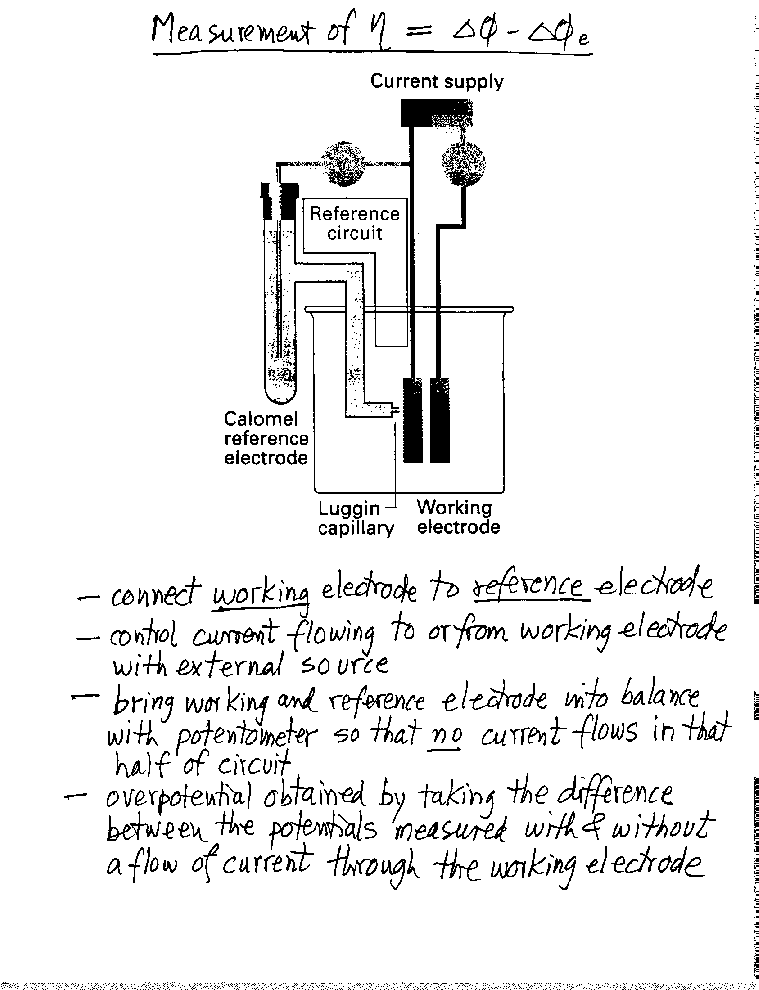 Measurement of η = Δϕ - Δϕe
Current supply
Reference
circuit
Calomel
reference
electrode
Luggin
capillary
Working
electrode
— connect working electrode to reference electrode
— control current flowing to or from working electrode
with external source
— bring working and reference electrode into balance
with potentometer so that no current flows in that
half of circuit
— overpotential obtained by taking the difference
between the potentials measured with & without
a flow of current through the working electrode